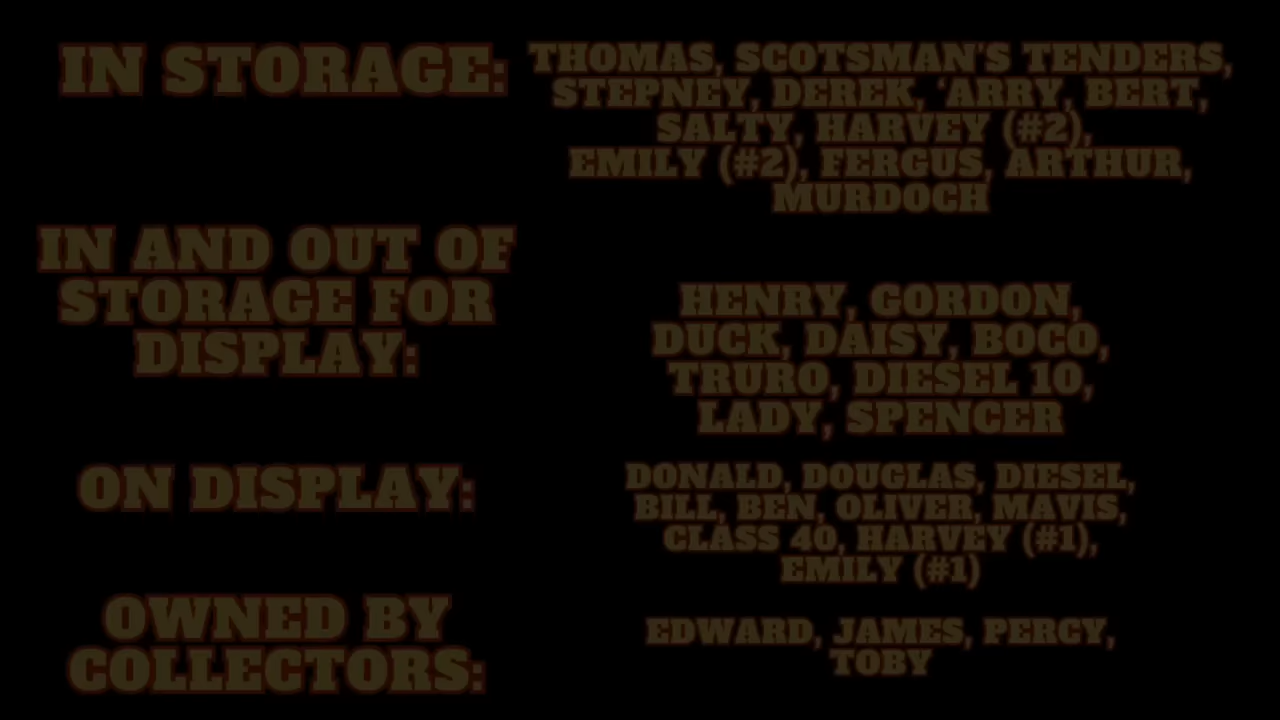 IN STORAGE:
THOMAS, SCOTSMAN'S TENDERS,
STEPNEY, DEREK, 'ARRY, BERT,
SALTY, HARVEY (#2),
EMILY (#2), FERGUS, ARTHUR,
MURDOCH
IN AND OUT OF
STORAGE FOR
DISPLAY:
HENRY, GORDON,
DUCK, DAISY, BOCO,
TRURO, DIESEL 10,
LADY, SPENCER
ON DISPLAY:
DONALD, DOUGLAS, DIESEL,
BILL, BEN, OLIVER, MAVIS,
CLASS 40, HARVEY (#1),
EMILY (#1)
OWNED BY
COLLECTORS:
EDWARD, JAMES, PERCY,
TOBY